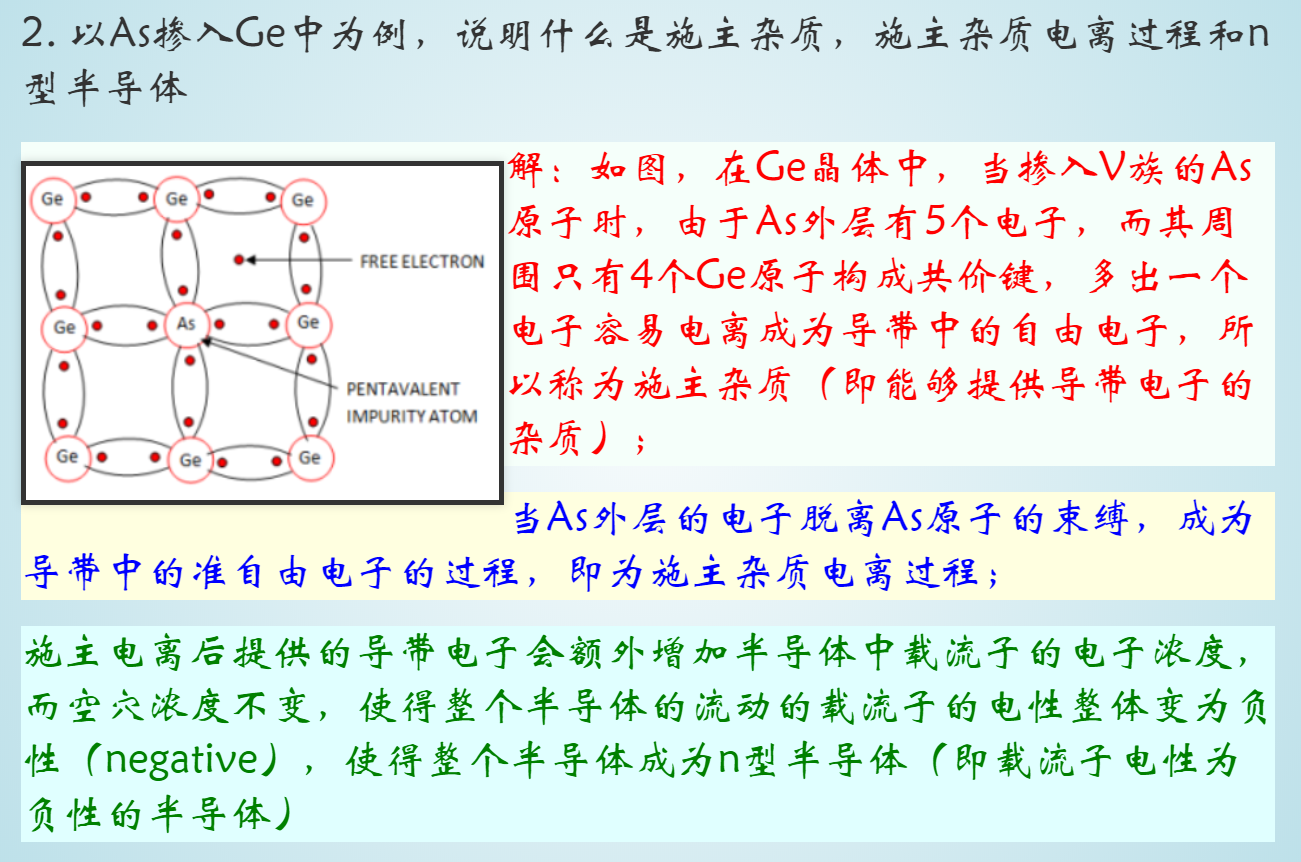 2. 以As掺入Ge中为例，说明什么是施主杂质，施主杂质电离过程和n
型半导体
Ge Ge Ge
FREE ELECTRON
Ge As Ge
PENTAVALENT
IMPURITY ATOM
Ge Ge Ge
解：如图，在Ge晶体中，当掺入V族的As
原子时，由于As外层有5个电子，而其周
围只有4个Ge原子构成共价键，多出一个
电子容易电离成为导带中的自由电子，所
以称为施主杂质（即能够提供导带电子的
杂质）；
当As外层的电子脱离As原子的束缚，成为
导带中的准自由电子的过程，即为施主杂质电离过程；
施主电离后提供的导带电子会额外增加半导体中载流子的电子浓度，
而空穴浓度不变，使得整个半导体的流动的载流子的电性整体变为负
性（negative），使得整个半导体成为n型半导体（即载流子电性为
负性的半导体）